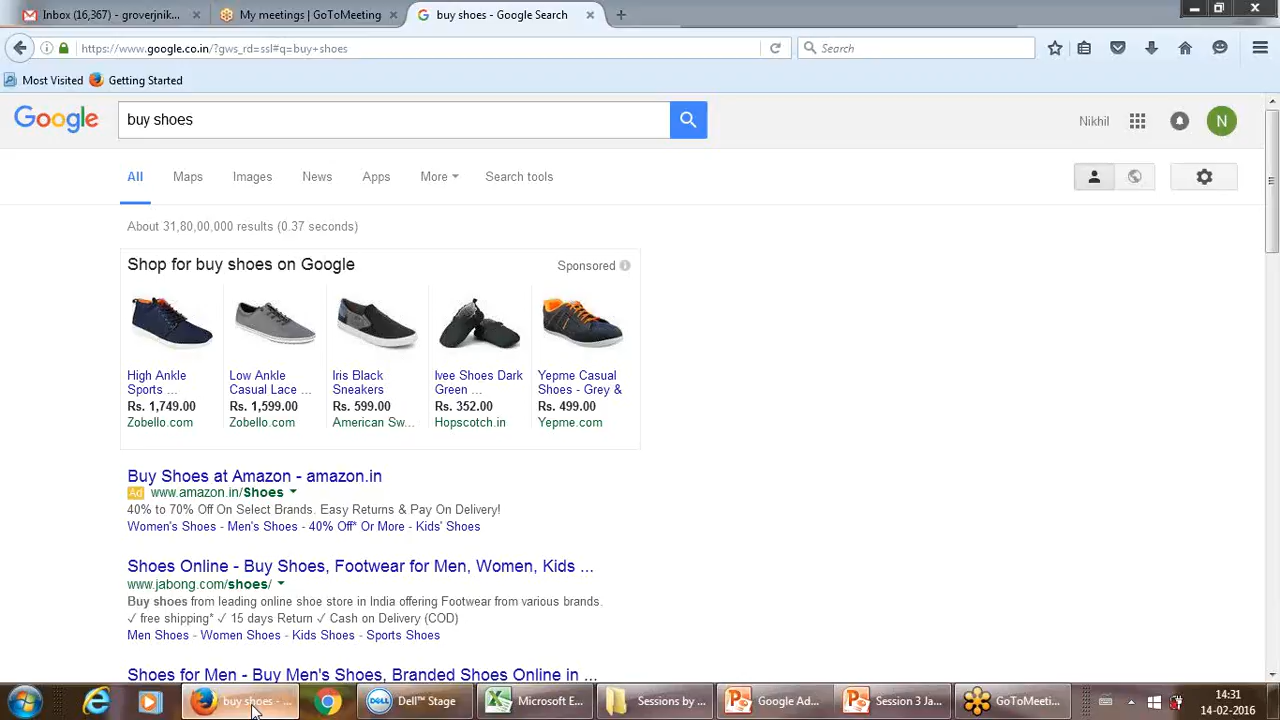 Inbox (16,367) - groverjnik...
My meetings | GoToMeeting
buy shoes - Google Search
https://www.google.co.in/?gws_rd=ssl#q=buy+shoes
Search
Most Visited
Getting Started
Google
buy shoes
Nikhil
N
All
Maps
Images
News
Apps
More
Search tools
About 31,80,00,000 results (0.37 seconds)
Shop for buy shoes on Google
Sponsored
High Ankle
Sports ...
Rs. 1,749.00
Zobello.com
Low Ankle
Casual Lace ...
Rs. 1,599.00
Zobello.com
Iris Black
Sneakers
Rs. 599.00
American Sw...
Ivee Shoes Dark
Green ...
Rs. 352.00
Hopscotch.in
Yepme Casual
Shoes - Grey &
Rs. 499.00
Yepme.com
Buy Shoes at Amazon - amazon.in
Ad www.amazon.in/Shoes
40% to 70% Off On Select Brands. Easy Returns & Pay On Delivery!
Women's Shoes - Men's Shoes - 40% Off* Or More - Kids' Shoes
Shoes Online - Buy Shoes, Footwear for Men, Women, Kids ...
www.jabong.com/shoes/
Buy shoes from leading online shoe store in India offering Footwear from various brands.
✓ free shipping* ✓ 15 days Return ✓ Cash on Delivery (COD)
Men Shoes - Women Shoes - Kids Shoes - Sports Shoes
Shoes for Men - Buy Men's Shoes, Branded Shoes Online in ...
buy shoes - ...
DELL
Dell™ Stage
Microsoft E...
Sessions by ...
Google Ad...
Session 3 Ja...
GoToMeeti...
14:31
14-02-2016